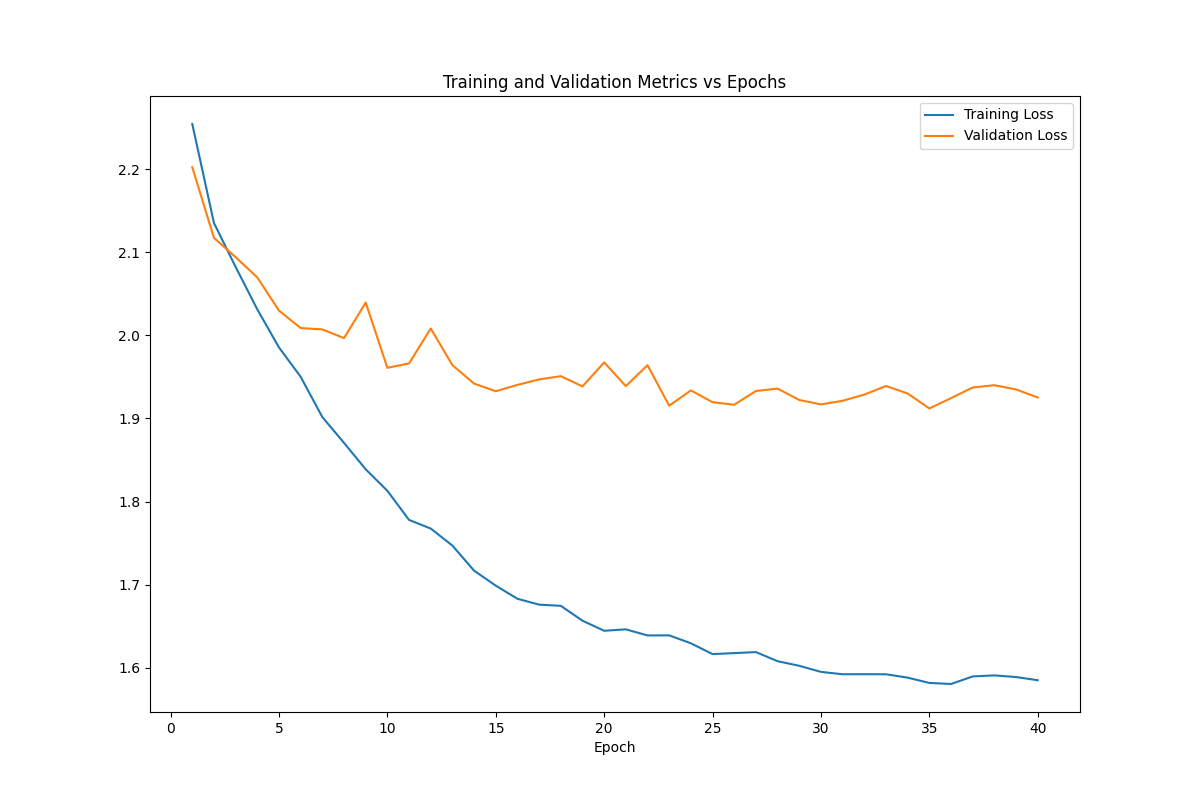 Training and Validation Metrics vs Epochs
Training Loss
Validation Loss
2.2
2.1
2.0
1.9
1.8
1.7
1.6
0 5 10 15 20 25 30 35 40
Epoch